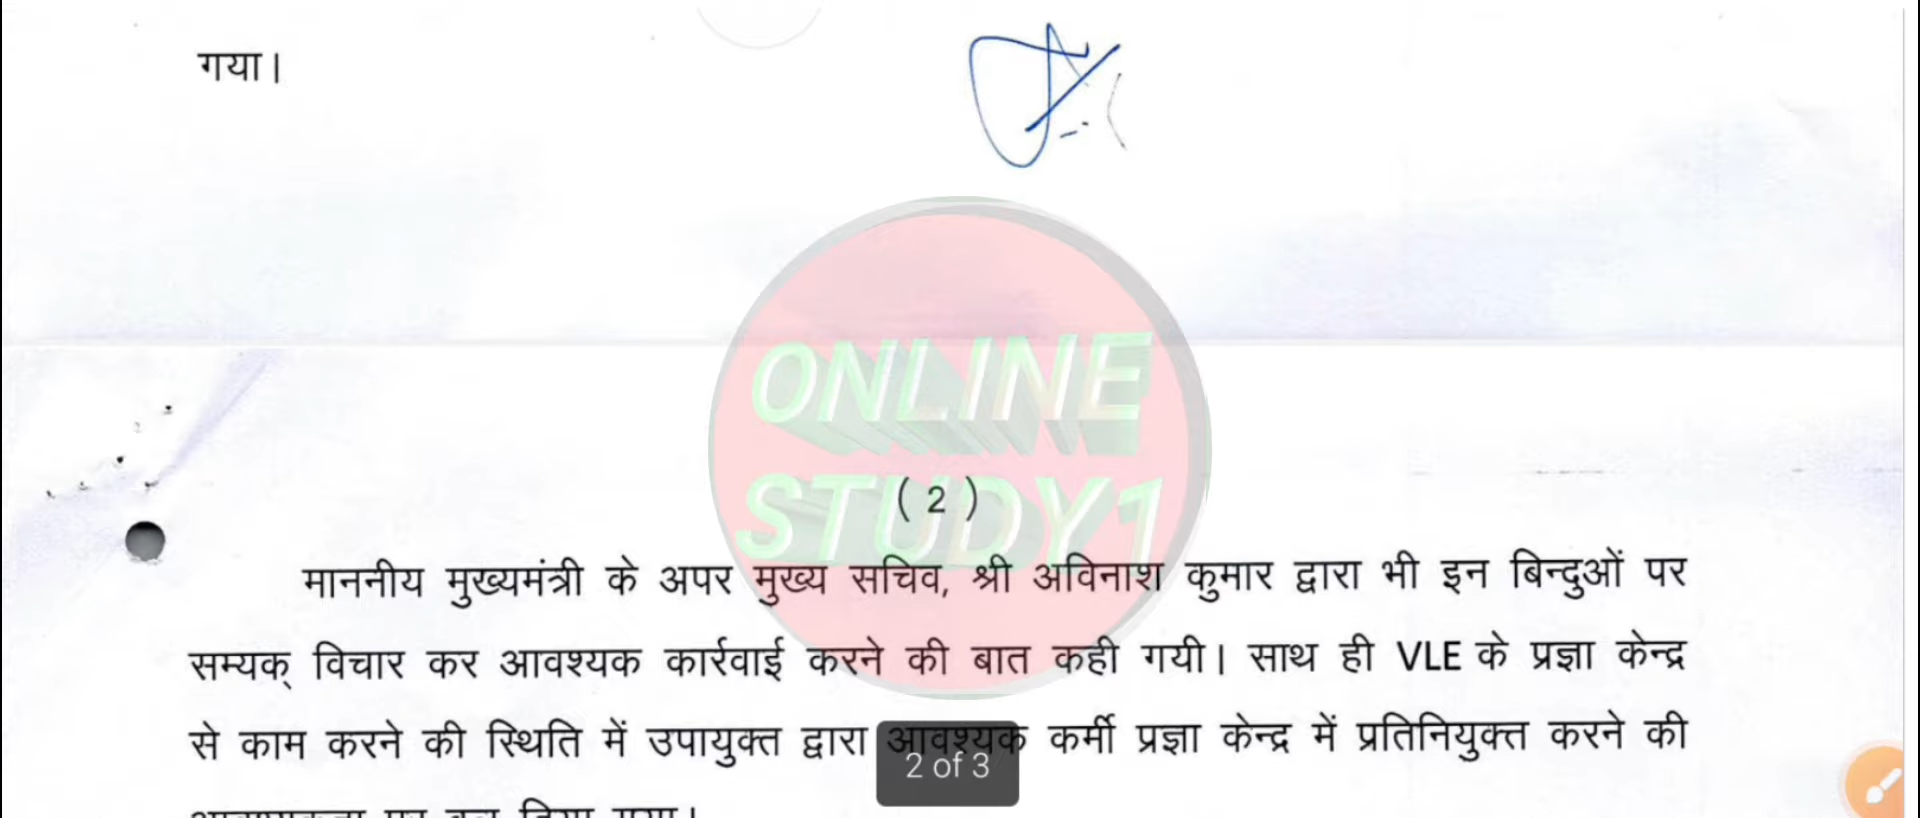 गया।
ONLINE
STUDY1
( 2 )
माननीय मुख्यमंत्री के अपर मुख्य सचिव, श्री अविनाश कुमार द्वारा भी इन बिन्दुओं पर
सम्यक् विचार कर आवश्यक कार्रवाई करने की बात कही गयी। साथ ही VLE के प्रज्ञा केन्द्र
से काम करने की स्थिति में उपायुक्त द्वारा आवश्यक कर्मी प्रज्ञा केन्द्र में प्रतिनियुक्त करने की
2 of 3